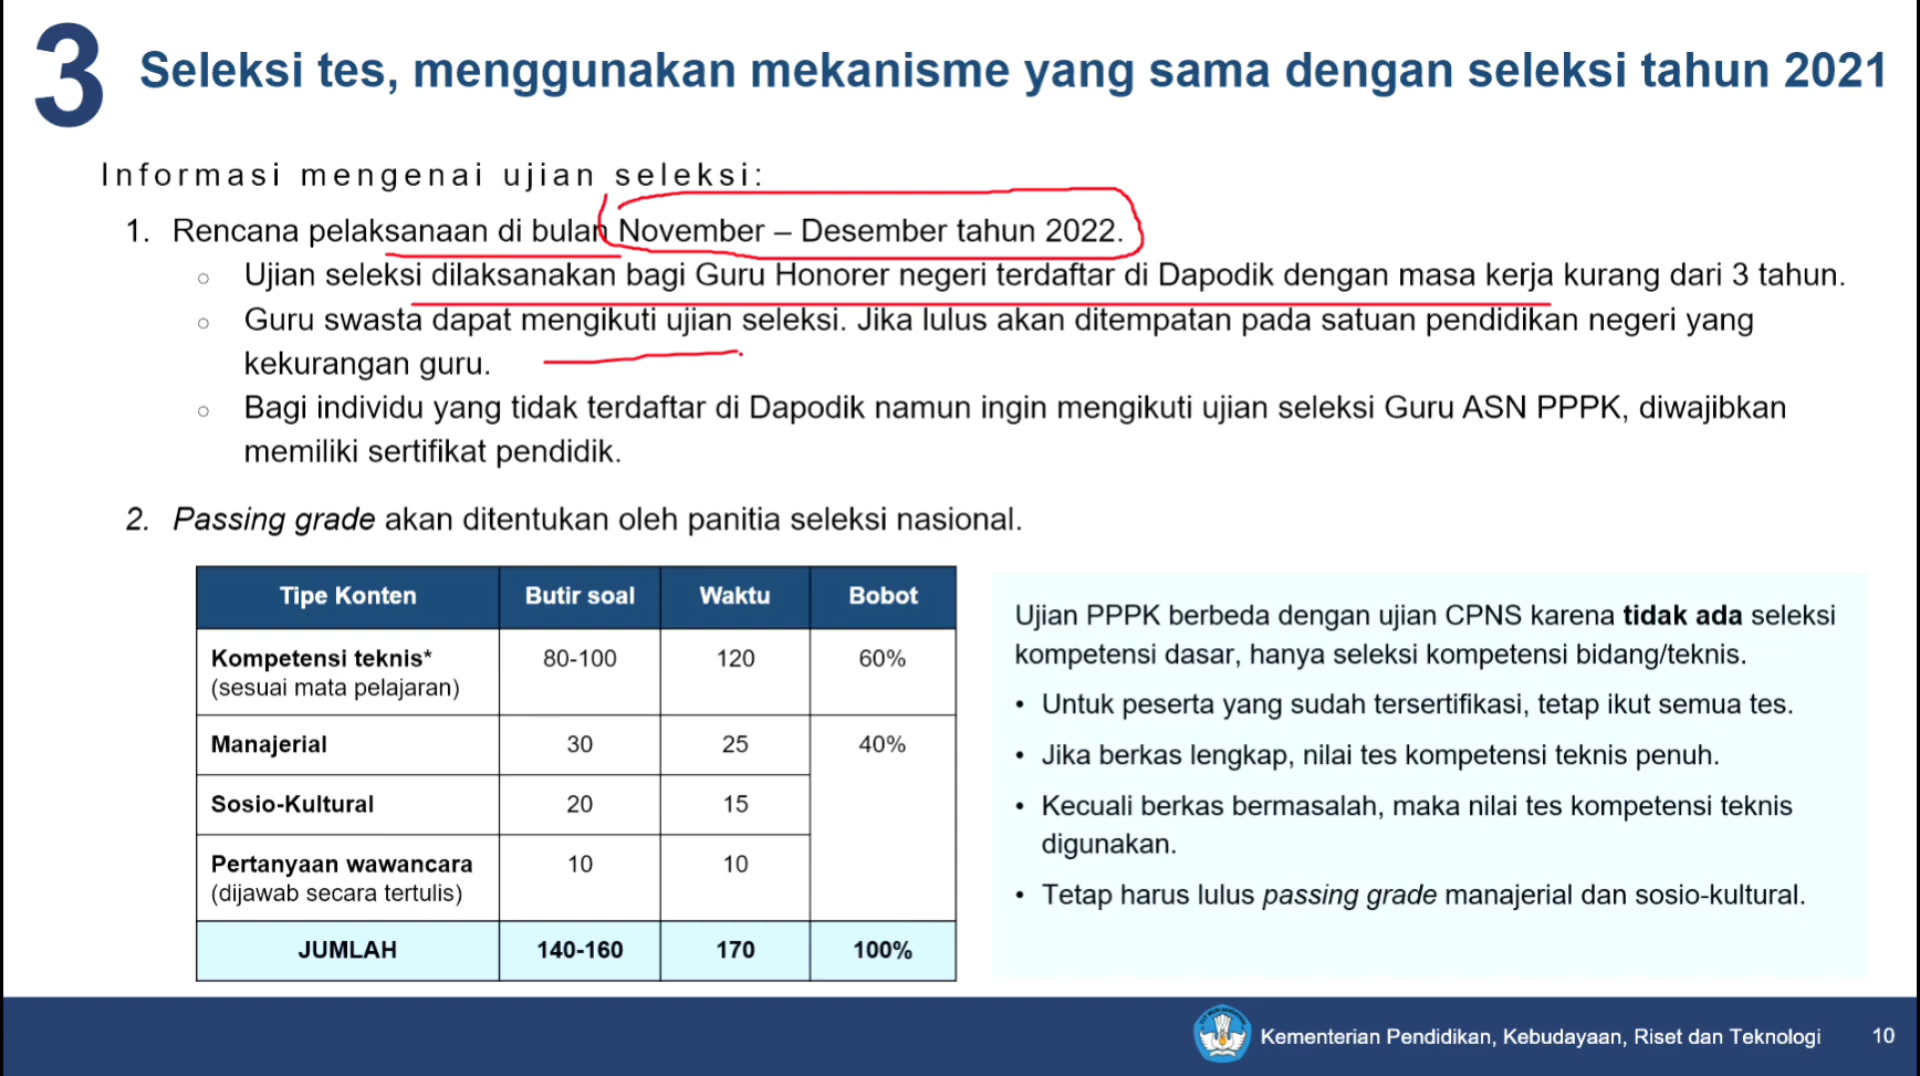 3
Seleksi tes, menggunakan mekanisme yang sama dengan seleksi tahun 2021
Informasi mengenai ujian seleksi:
1. Rencana pelaksanaan di bulan November – Desember tahun 2022.
○ Ujian seleksi dilaksanakan bagi Guru Honorer negeri terdaftar di Dapodik dengan masa kerja kurang dari 3 tahun.
○ Guru swasta dapat mengikuti ujian seleksi. Jika lulus akan ditempatan pada satuan pendidikan negeri yang
kekurangan guru.
○ Bagi individu yang tidak terdaftar di Dapodik namun ingin mengikuti ujian seleksi Guru ASN PPPK, diwajibkan
memiliki sertifikat pendidik.
2. Passing grade akan ditentukan oleh panitia seleksi nasional.
Tipe Konten Butir soal Waktu Bobot
Kompetensi teknis* 80-100 120 60%
(sesuai mata pelajaran)
Manajerial 30 25 40%
Sosio-Kultural 20 15
Pertanyaan wawancara 10 10
(dijawab secara tertulis)
JUMLAH 140-160 170 100%
Ujian PPPK berbeda dengan ujian CPNS karena tidak ada seleksi
kompetensi dasar, hanya seleksi kompetensi bidang/teknis.
• Untuk peserta yang sudah tersertifikasi, tetap ikut semua tes.
• Jika berkas lengkap, nilai tes kompetensi teknis penuh.
• Kecuali berkas bermasalah, maka nilai tes kompetensi teknis
digunakan.
• Tetap harus lulus passing grade manajerial dan sosio-kultural.
Kementerian Pendidikan, Kebudayaan, Riset dan Teknologi 10